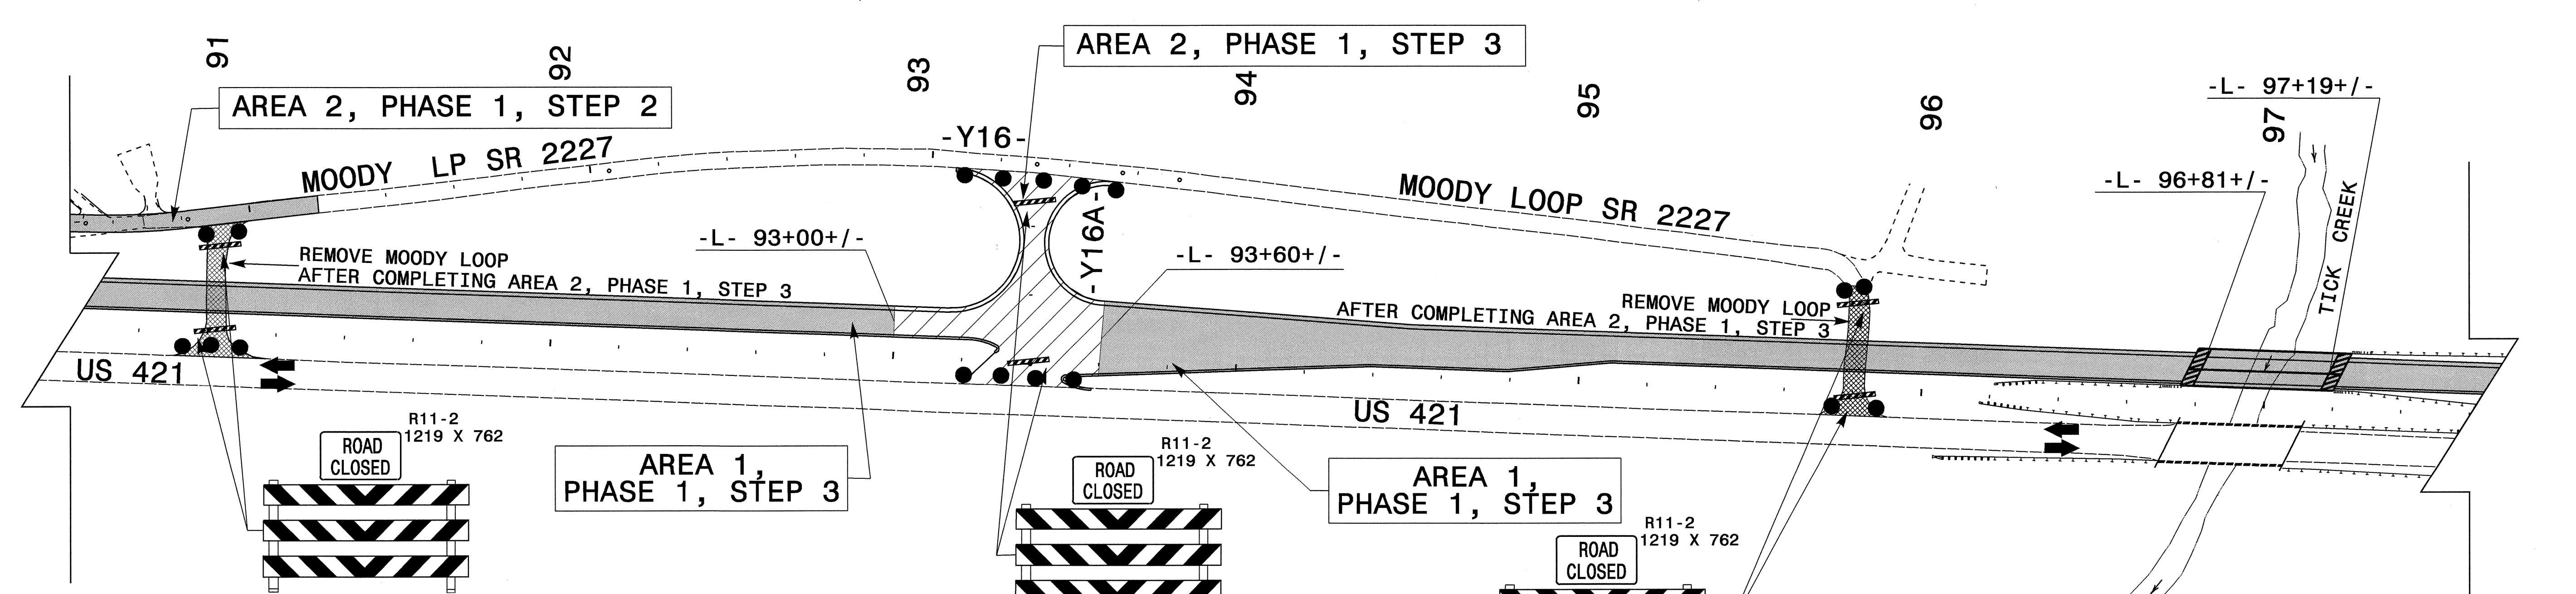 91
92
93
94
95
96
97
AREA 2, PHASE 1, STEP 3
AREA 2, PHASE 1, STEP 2
-L- 97+19+/-
-L- 96+81+/-
MOODY LP SR 2227
-Y16-
MOODY LOOP SR 2227
-Y16A-
TICK CREEK
-L- 93+00+/-
-L- 93+60+/-
REMOVE MOODY LOOP
AFTER COMPLETING AREA 2, PHASE 1, STEP 3
REMOVE MOODY LOOP
AFTER COMPLETING AREA 2, PHASE 1, STEP 3
US 421
US 421
R11-2
1219 X 762
ROAD
CLOSED
AREA 1,
PHASE 1, STEP 3
R11-2
1219 X 762
ROAD
CLOSED
AREA 1,
PHASE 1, STEP 3
R11-2
1219 X 762
ROAD
CLOSED